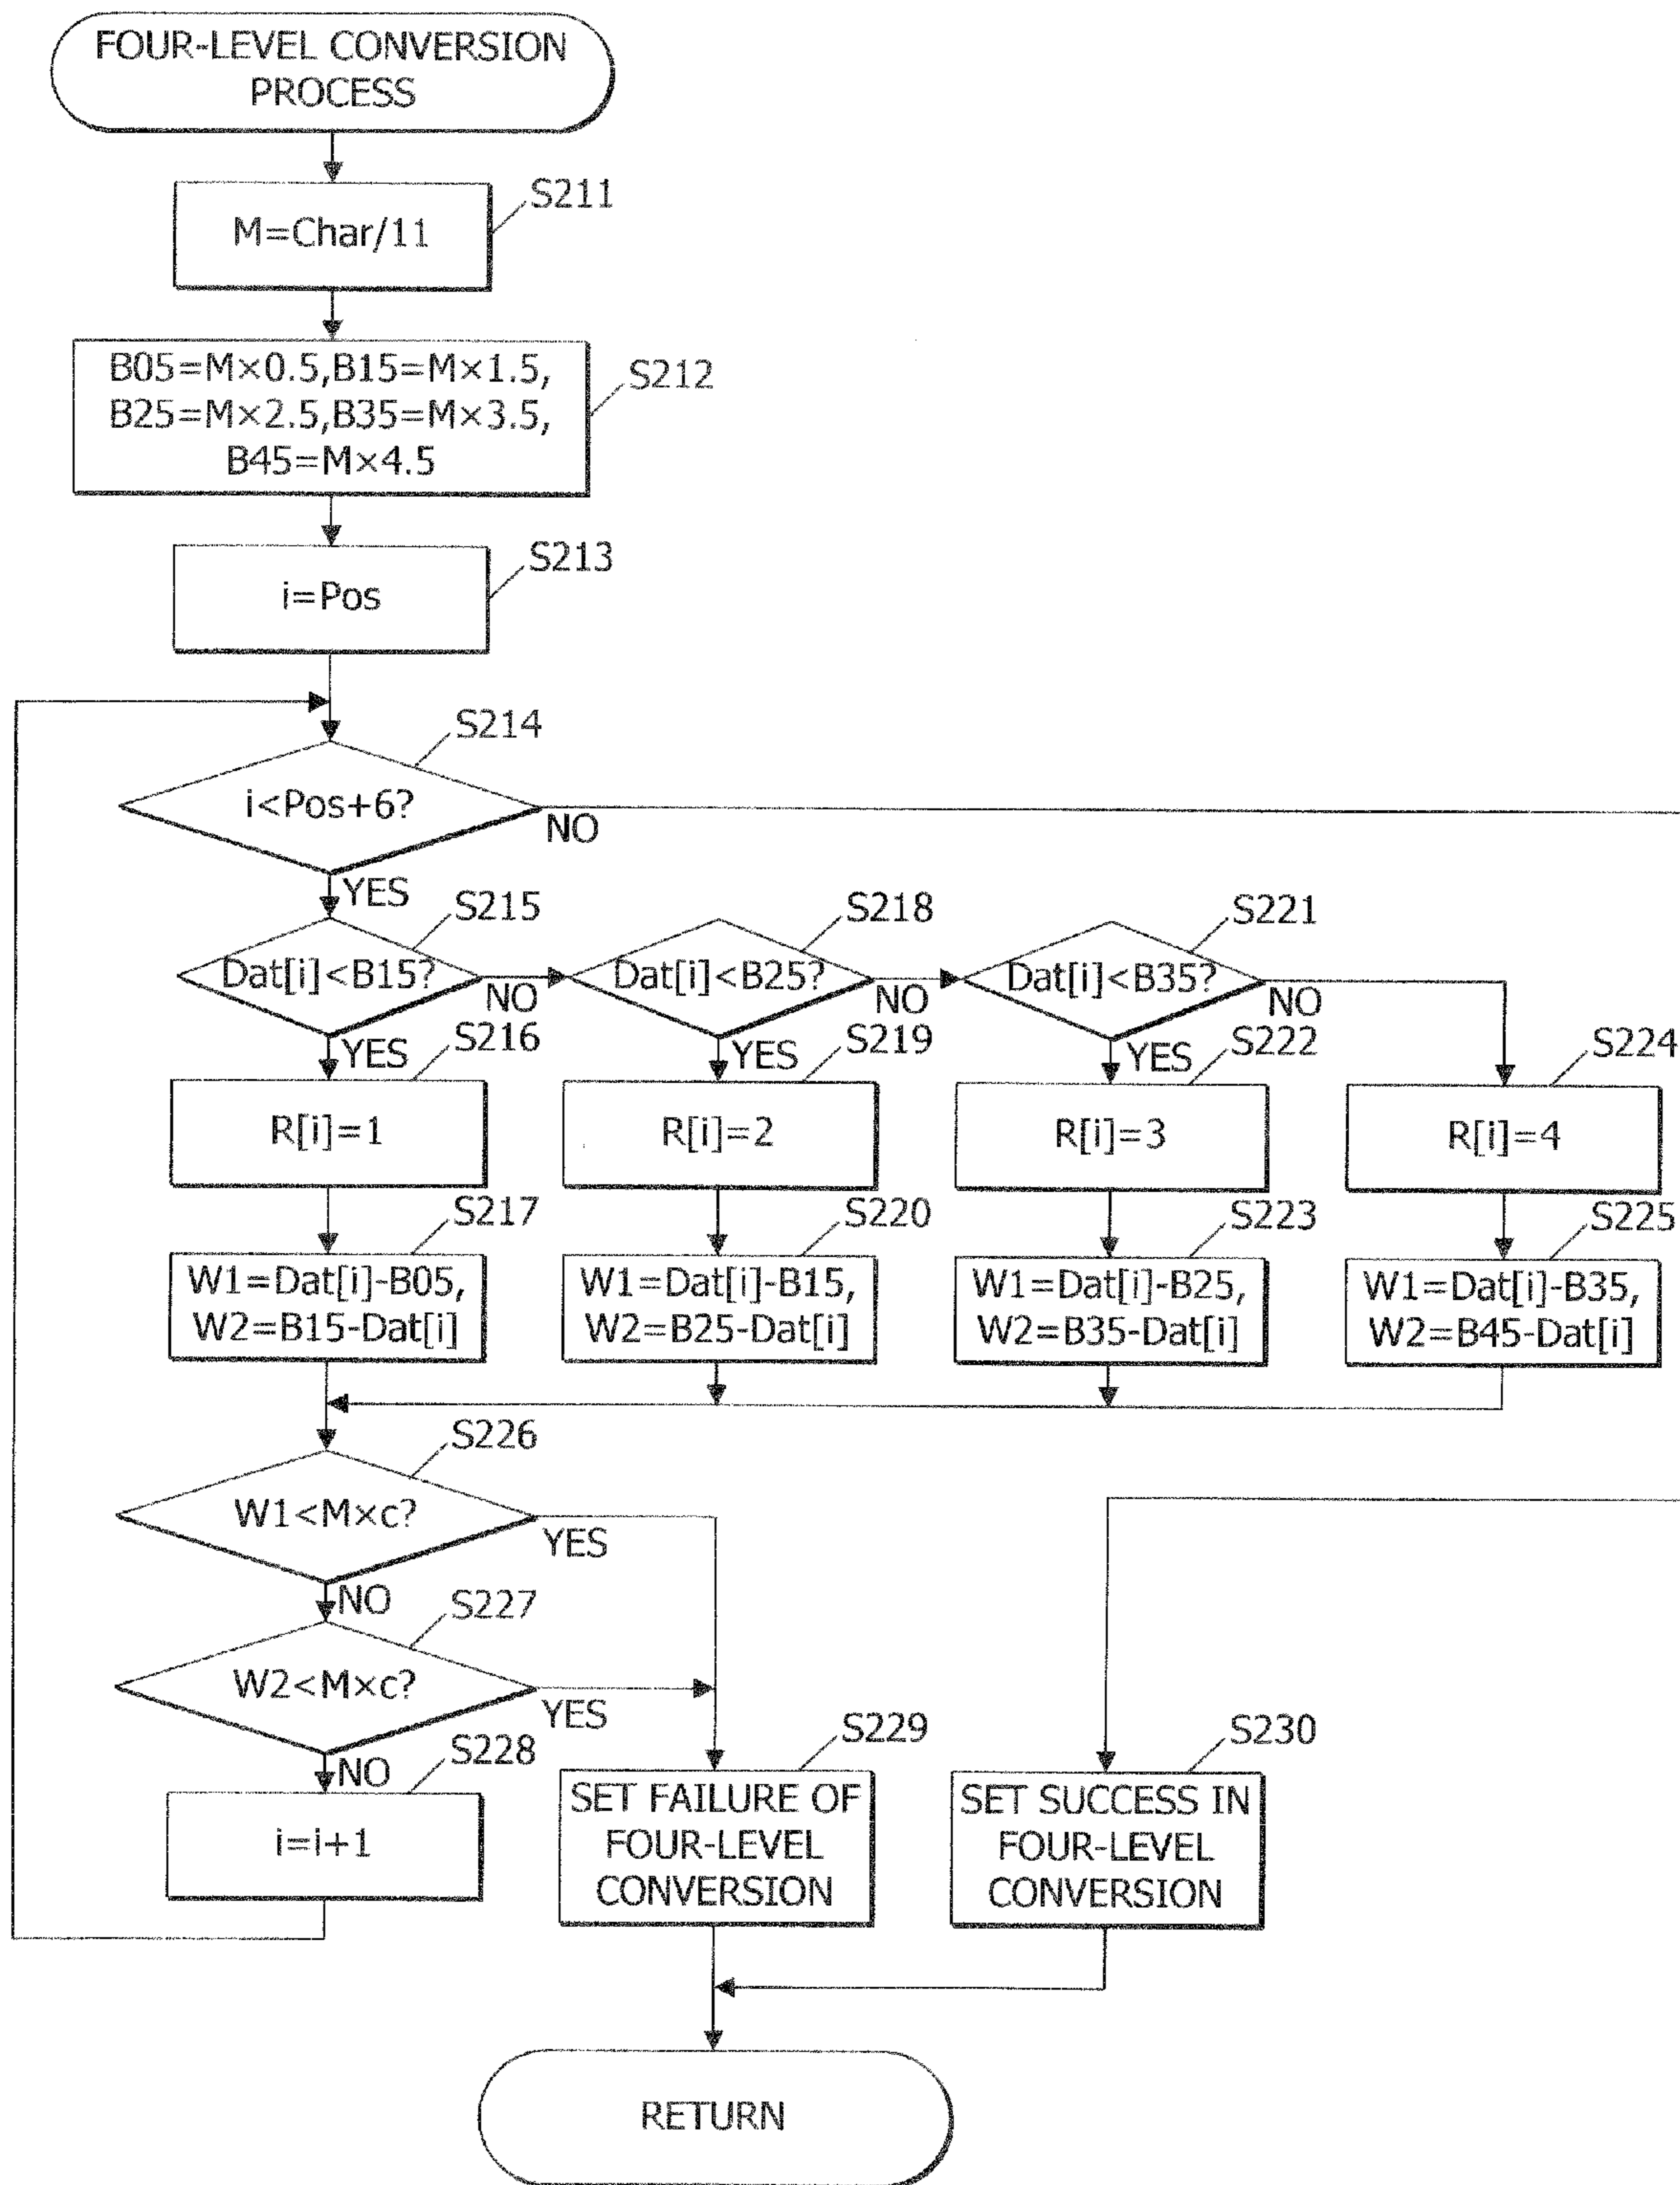 FOUR-LEVEL CONVERSION
PROCESS
S211
M=Char/11
S212
B05=M×0.5,B15=M×1.5,
B25=M×2.5,B35=M×3.5,
B45=M×4.5
S213
i=Pos
S214
i<Pos+6?
NO
YES
S215
S218
S221
Dat[i]<B15?
NO
Dat[i]<B25?
NO
Dat[i]<B35?
NO
YES
S216
YES
S219
YES
S222
S224
R[i]=1
R[i]=2
R[i]=3
R[i]=4
S217
S220
S223
S225
W1=Dat[i]-B05,
W2=B15-Dat[i]
W1=Dat[i]-B15,
W2=B25-Dat[i]
W1=Dat[i]-B25,
W2=B35-Dat[i]
W1=Dat[i]-B35,
W2=B45-Dat[i]
S226
W1<M×c?
YES
NO
S227
W2<M×c?
YES
NO
S228
i=i+1
S229
SET FAILURE OF
FOUR-LEVEL
CONVERSION
S230
SET SUCCESS IN
FOUR-LEVEL
CONVERSION
RETURN